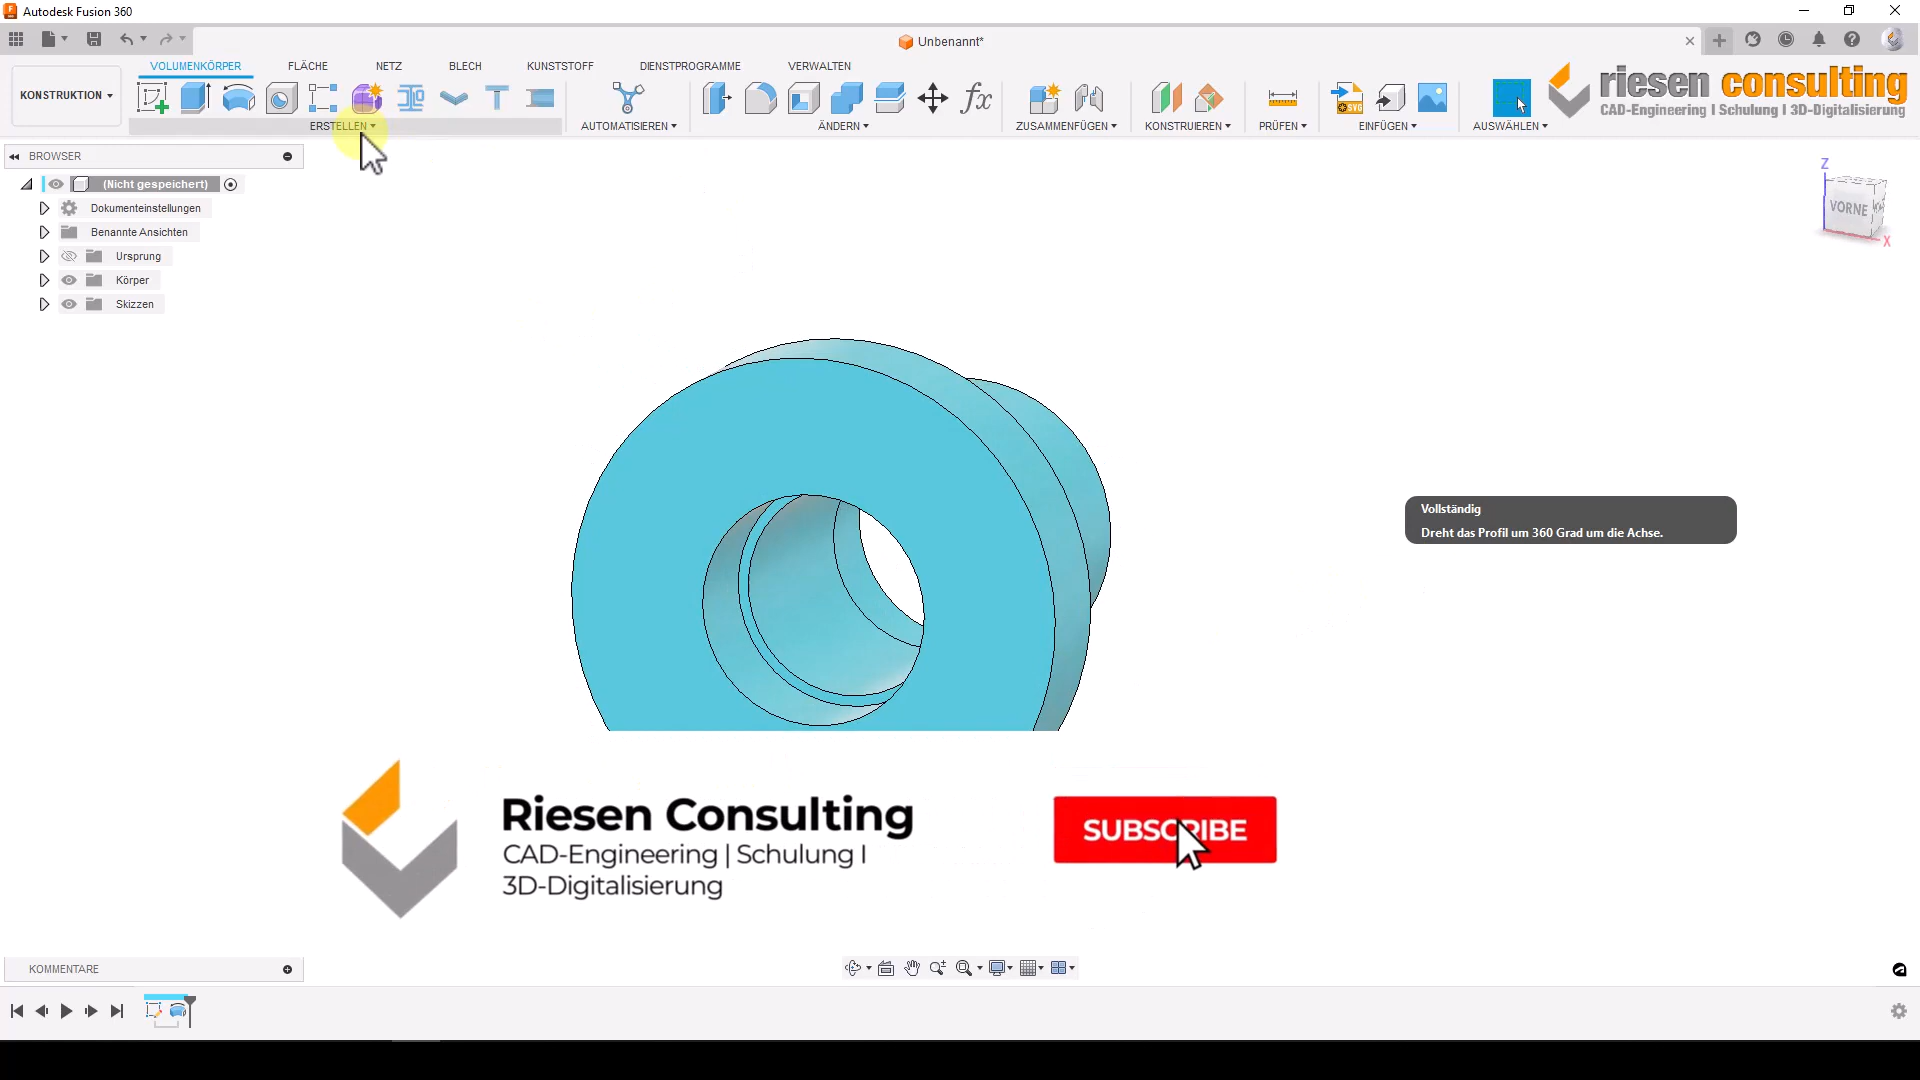 Autodesk Fusion 360
Unbenannt*
KONSTRUKTION
VOLUMENKÖRPER
FLÄCHE
NETZ
BLECH
KUNSTSTOFF
DIENSTPROGRAMME
VERWALTEN
ERSTELLEN
AUTOMATISIEREN
ÄNDERN
ZUSAMMENFÜGEN
KONSTRUIEREN
PRÜFEN
EINFÜGEN
AUSWÄHLEN
fx
SVG
riesen consulting
CAD-Engineering | Schulung | 3D-Digitalisierung
BROWSER
(Nicht gespeichert)
Dokumenteinstellungen
Benannte Ansichten
Ursprung
Körper
Skizzen
Z
VORNE
X
Vollständig
Dreht das Profil um 360 Grad um die Achse.
Riesen Consulting
CAD-Engineering | Schulung I
3D-Digitalisierung
SUBSCRIBE
KOMMENTARE